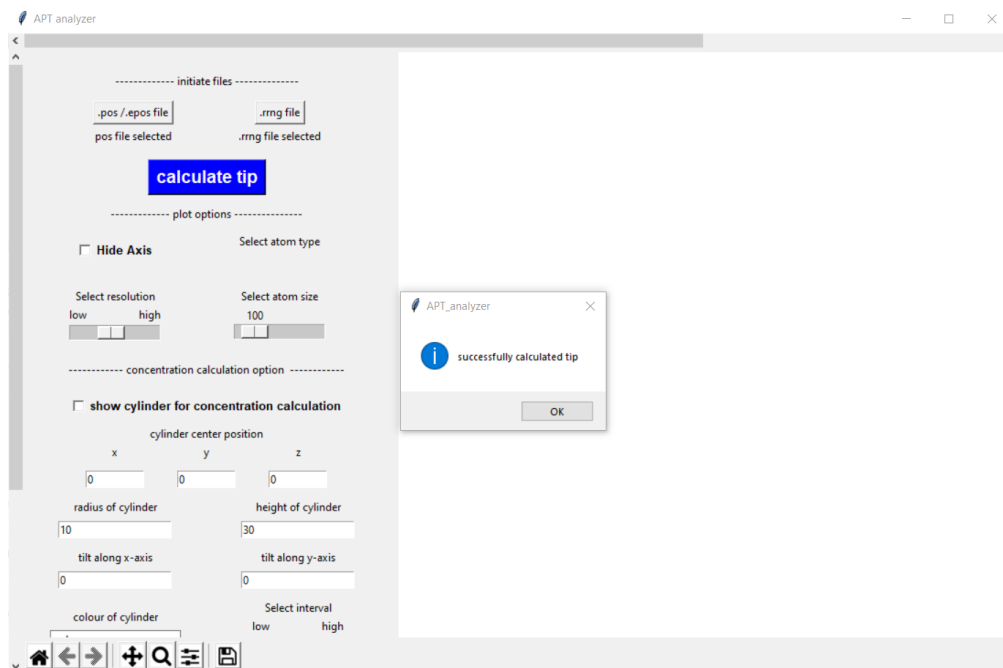 APT analyzer
------------- initiate files --------------
.pos /.epos file
.rrng file
pos file selected
.rrng file selected
calculate tip
------------- plot options ---------------
Hide Axis
Select atom type
Select resolution
Select atom size
low high
100
------------ concentration calculation option ------------
show cylinder for concentration calculation
cylinder center position
x y z
0 0 0
radius of cylinder
height of cylinder
10
30
tilt along x-axis
tilt along y-axis
0
0
colour of cylinder
Select interval
low high
APT_analyzer
successfully calculated tip
OK